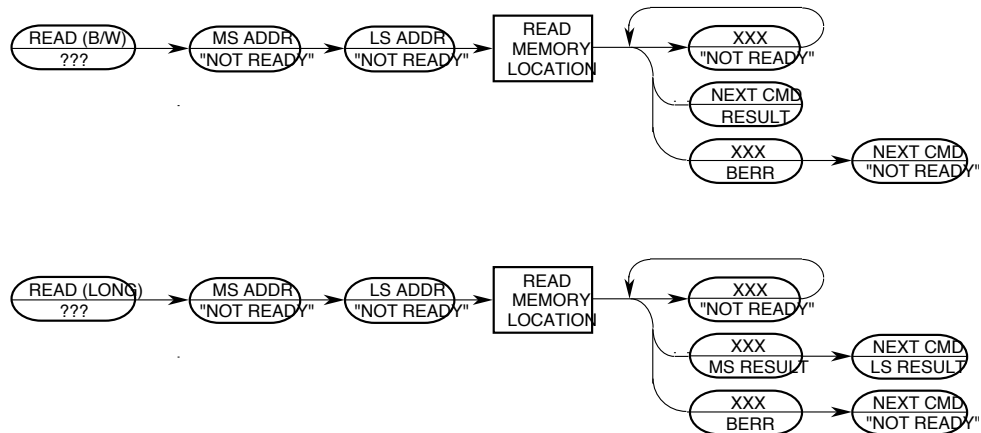 READ (B/W)
???
MS ADDR
"NOT READY"
LS ADDR
"NOT READY"
READ
MEMORY
LOCATION
XXX
"NOT READY"
NEXT CMD
RESULT
XXX
BERR
NEXT CMD
"NOT READY"
READ (LONG)
???
MS ADDR
"NOT READY"
LS ADDR
"NOT READY"
READ
MEMORY
LOCATION
XXX
"NOT READY"
XXX
MS RESULT
NEXT CMD
LS RESULT
XXX
BERR
NEXT CMD
"NOT READY"